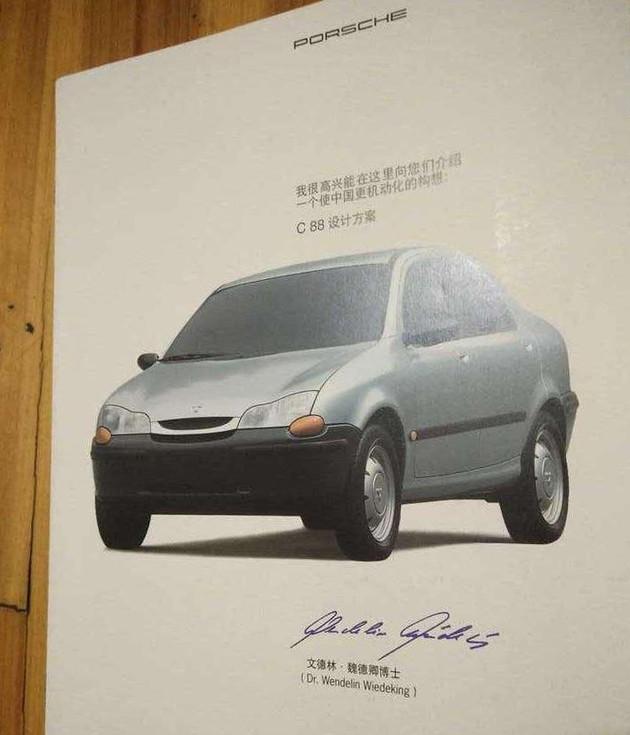 PORSCHE
我很高兴能在这里向您们介绍
一个使中国更机动化的构想:
C 88 设计方案
Wendelin Wiedeking
文德林·魏德卿博士
( Dr. Wendelin Wiedeking )